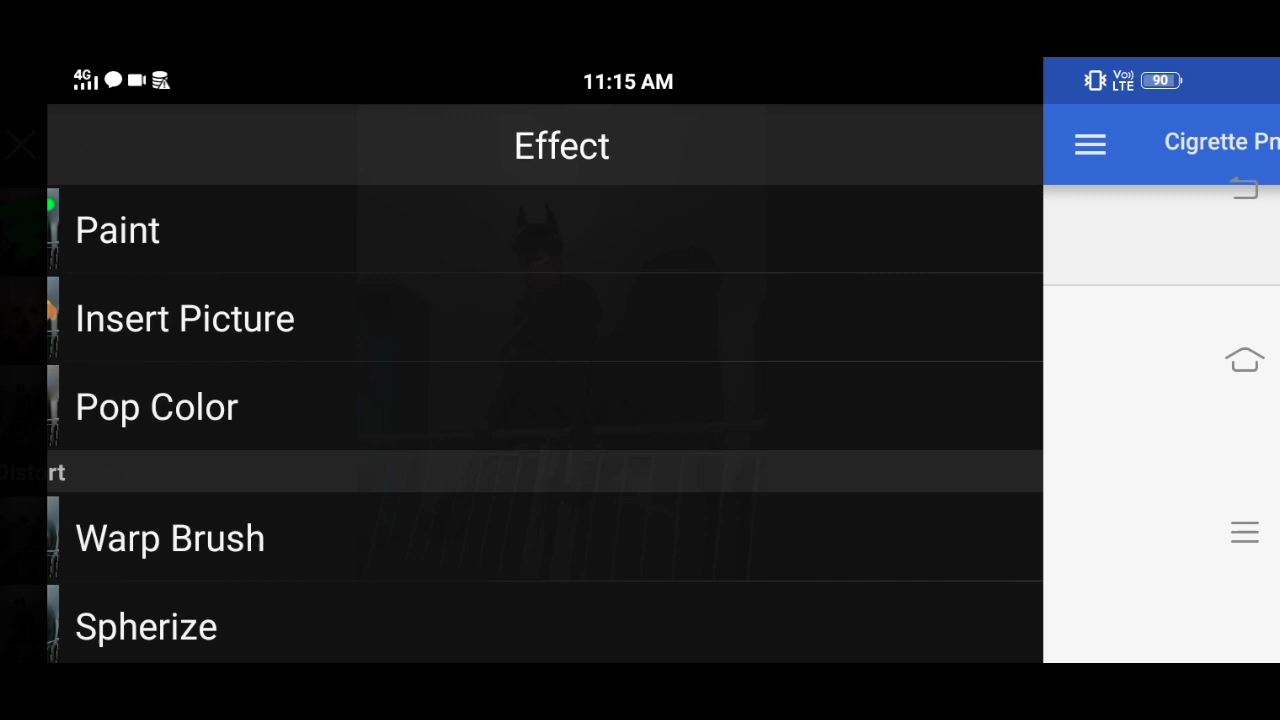 4G
11:15 AM
Vo))
LTE
90
Effect
Cigrette Pn
Paint
Insert Picture
Pop Color
Distort
Warp Brush
Spherize